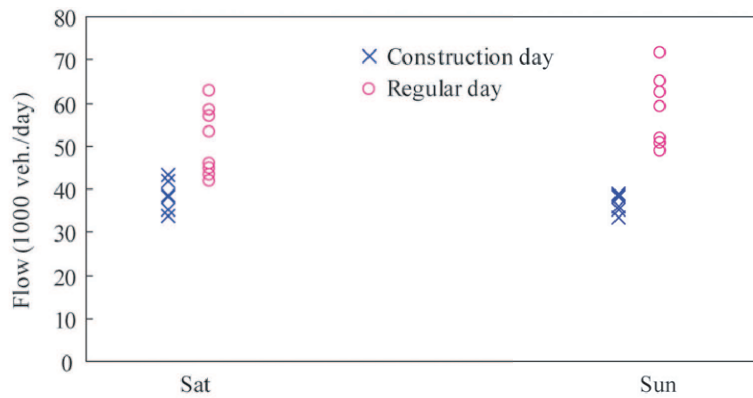 80
70
60
50
40
30
20
10
0
Flow (1000 veh./day)
Construction day
Regular day
Sat
Sun